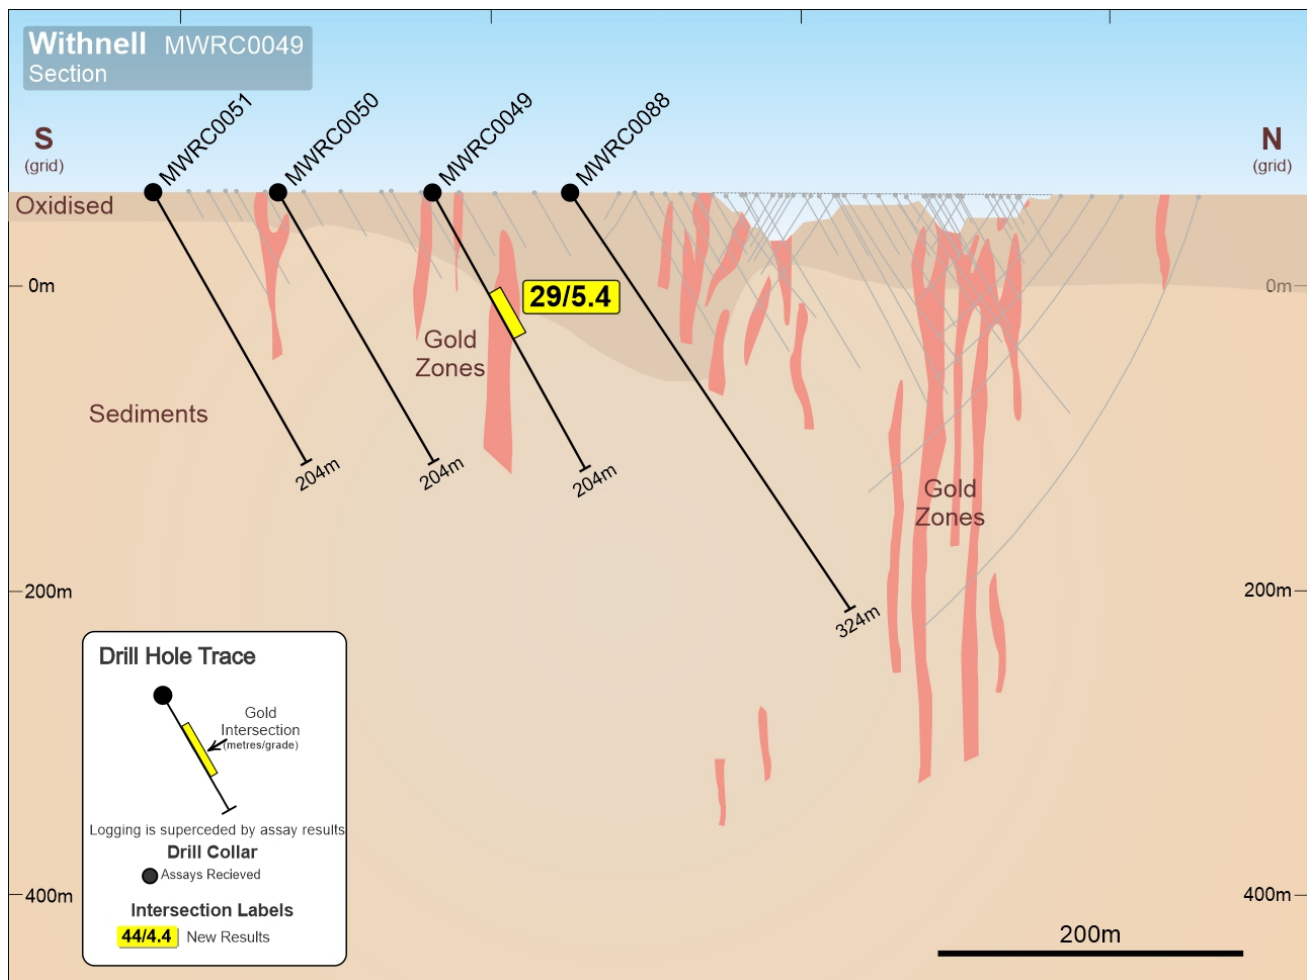 Withnell MWRC0049
Section
MWRC0051
MWRC0050
MWRC0049
MWRC0088
S
(grid)
N
(grid)
Oxidised
0m
0m
29/5.4
Gold
Zones
Sediments
204m
204m
204m
Gold
Zones
200m
200m
324m
Drill Hole Trace
Gold
Intersection
(metres/grade)
Logging is superceded by assay results
Drill Collar
Assays Recieved
Intersection Labels
44/4.4 New Results
400m
400m
200m